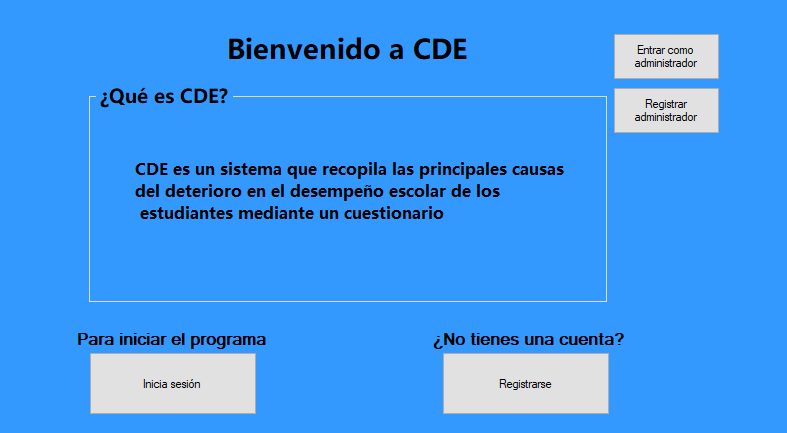 Bienvenido a CDE
Entrar como
administrador
Registrar
administrador
¿Qué es CDE?
CDE es un sistema que recopila las principales causas
del deterioro en el desempeño escolar de los
estudiantes mediante un cuestionario
Para iniciar el programa
¿No tienes una cuenta?
Inicia sesión
Registrarse